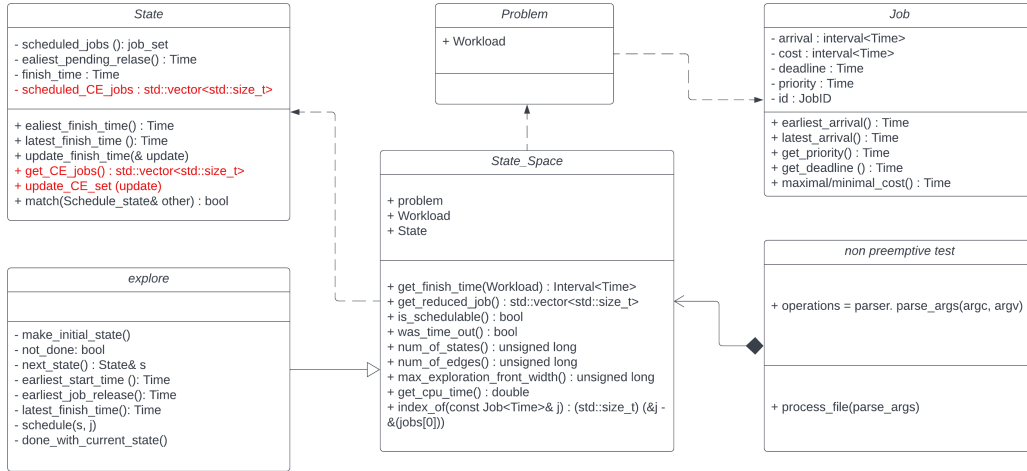 State
- scheduled_jobs (): job_set
- ealiest_pending_relase() : Time
- finish_time : Time
- scheduled_CE_jobs : std::vector<std::size_t>
+ ealiest_finish_time() : Time
+ latest_finish_time (): Time
+ update_finish_time(& update)
+ get_CE_jobs() : std::vector<std::size_t>
+ update_CE_set (update)
+ match(Schedule_state& other) : bool
Problem
+ Workload
Job
- arrival : interval<Time>
- cost : interval<Time>
- deadline : Time
- priority : Time
- id : JobID
+ earliest_arrival() : Time
+ latest_arrival() : Time
+ get_priority() : Time
+ get_deadline () : Time
+ maximal/minimal_cost() : Time
State_Space
+ problem
+ Workload
+ State
+ get_finish_time(Workload) : Interval<Time>
+ get_reduced_job() : std::vector<std::size_t>
+ is_schedulable() : bool
+ was_time_out() : bool
+ num_of_states() : unsigned long
+ num_of_edges() : unsigned long
+ max_exploration_front_width() : unsigned long
+ get_cpu_time() : double
+ index_of(const Job<Time>& j) : (std::size_t) (&j -
&(jobs[0]))
explore
- make_initial_state()
- not_done: bool
- next_state() : State& s
- earliest_start_time (): Time
- earliest_job_release(): Time
- latest_finish_time(): Time
- schedule(s, j)
- done_with_current_state()
non preemptive test
+ operations = parser. parse_args(argc, argv)
+ process_file(parse_args)